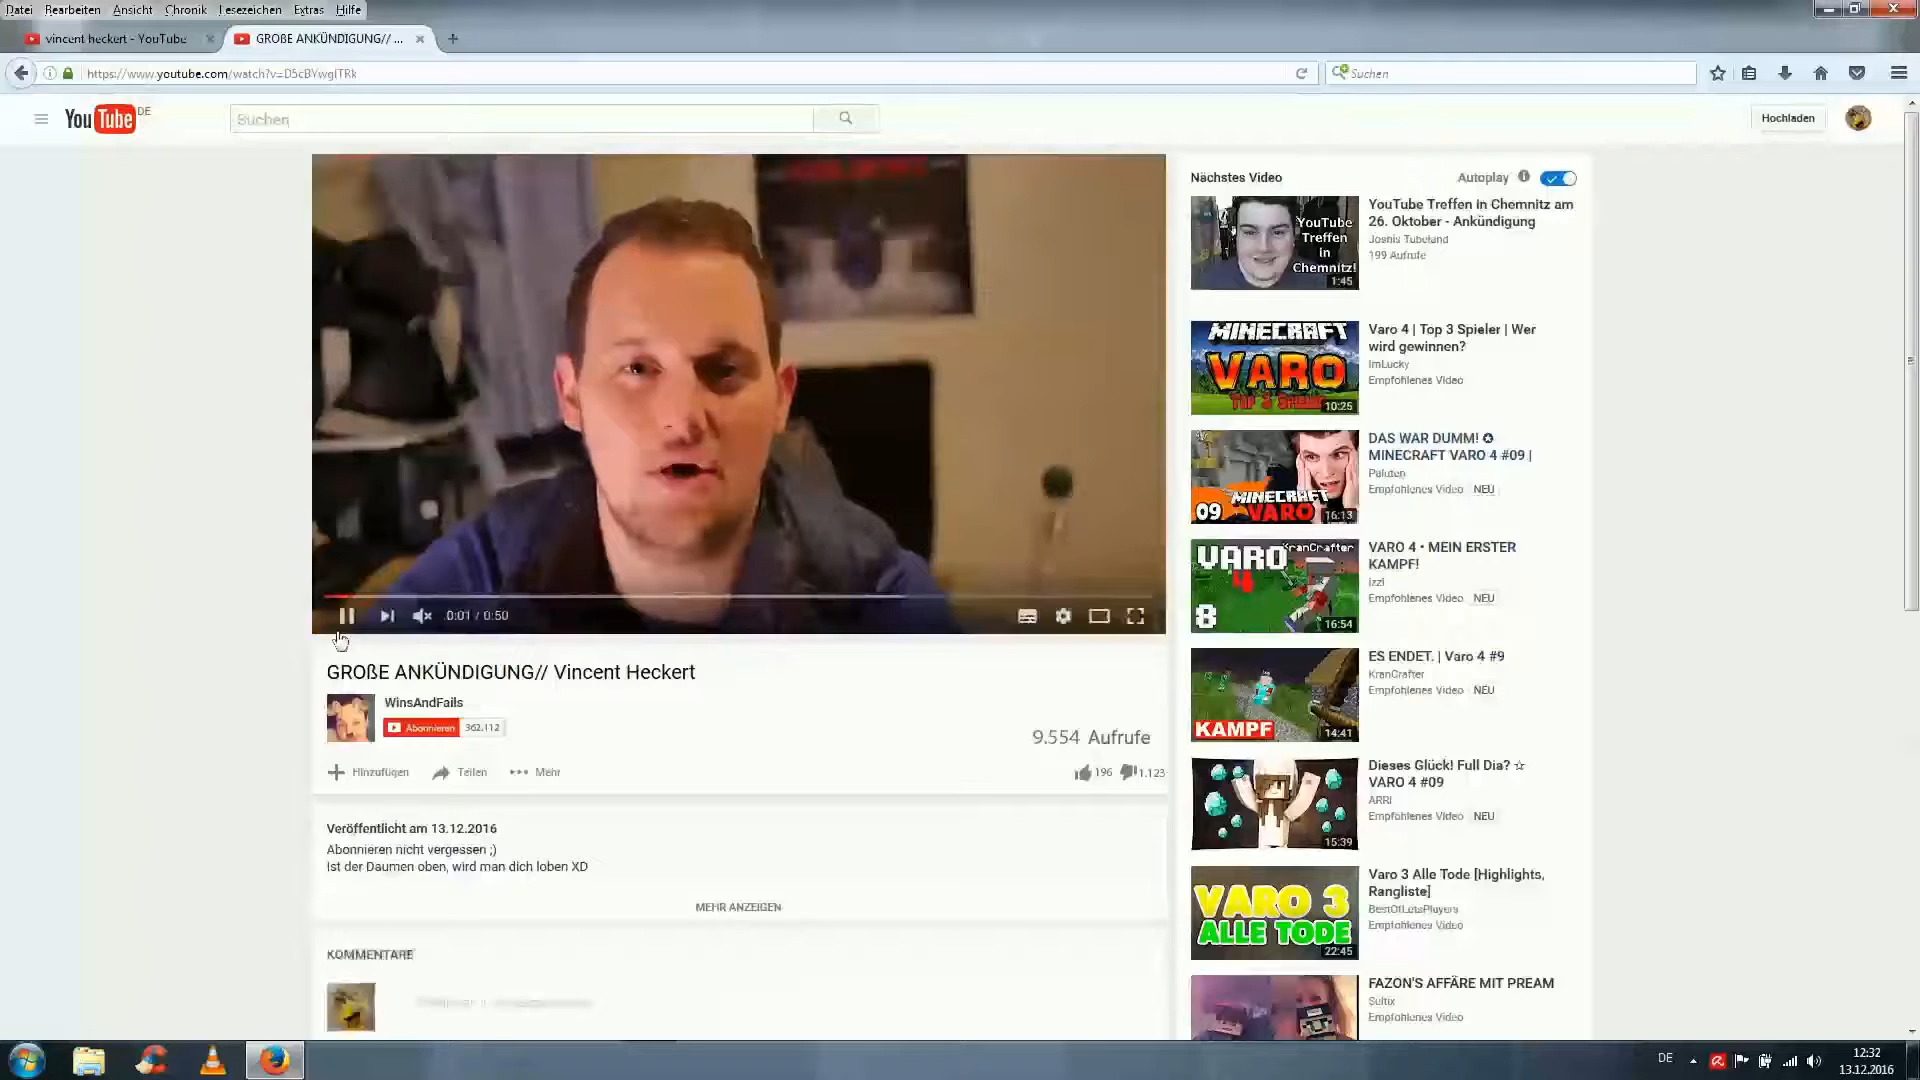 Datei Bearbeiten Ansicht Chronik Lesezeichen Extras Hilfe
vincent heckert - YouTube
GROßE ANKÜNDIGUNG// ...
https://www.youtube.com/watch?v=
Suchen
YouTube DE
Suchen
Hochladen
Nächstes Video
Autoplay
YouTube Treffen in Chemnitz!
1:45
YouTube Treffen in Chemnitz am
26. Oktober - Ankündigung
Joshis Tubeland
199 Aufrufe
MINECRAFT
VARO
TOP 3 SPIELER
10:25
Varo 4 | Top 3 Spieler | Wer
wird gewinnen?
ImLucky
Empfohlenes Video
MINECRAFT
09 VARO
16:13
DAS WAR DUMM! ✪
MINECRAFT VARO 4 #09 |
Paluten
Empfohlenes Video NEU
KranCrafter
VARO
4
8
16:54
VARO 4 • MEIN ERSTER
KAMPF!
izzi
Empfohlenes Video NEU
KAMPF
14:41
ES ENDET. | Varo 4 #9
KranCrafter
Empfohlenes Video NEU
15:39
Dieses Glück! Full Dia? ☆
VARO 4 #09
ARRI
Empfohlenes Video NEU
VARO 3
ALLE TODE
22:45
Varo 3 Alle Tode [Highlights,
Rangliste]
BestOfLetsPlayers
Empfohlenes Video
FAZON'S AFFÄRE MIT PREAM
Sultix
Empfohlenes Video
0:01 / 0:50
GROßE ANKÜNDIGUNG// Vincent Heckert
WinsAndFails
Abonnieren 362.112
9.554 Aufrufe
Hinzufügen Teilen Mehr
196 1.123
Veröffentlicht am 13.12.2016
Abonnieren nicht vergessen ;)
Ist der Daumen oben, wird man dich loben XD
MEHR ANZEIGEN
KOMMENTARE
DE
12:32
13.12.2016